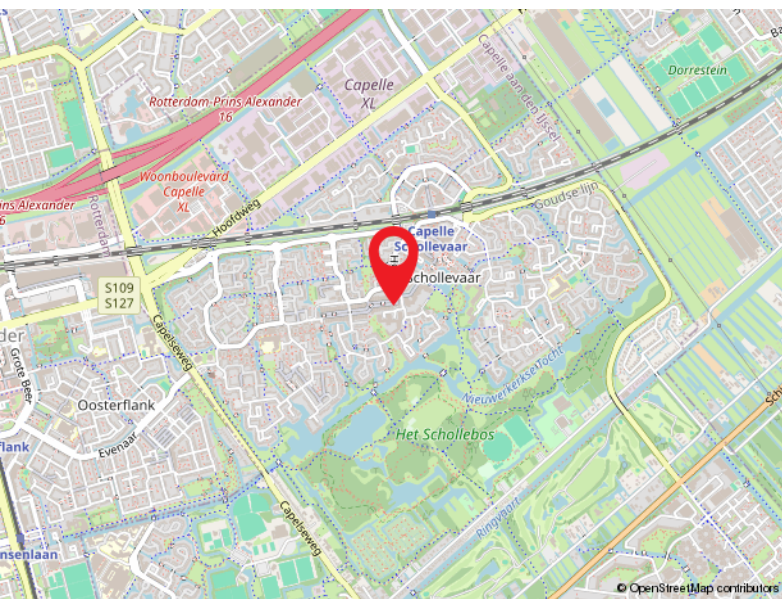 Dorrestein
Capelle
XL
Capelle aan den IJssel
Rotterdam-Prins Alexander
16
Woonboulevard
Capelle
XL
Rotterdam
Hoofdweg
Goudse lijn
Capelle
Schollevaar
Schollevaar
S109
S127
Capelseweg
Grote Beer
Oosterflank
Evenaar
Nieuwerkerkse Tocht
Het Schollebos
Ringvaart
Capelseweg
© OpenStreetMap contributors